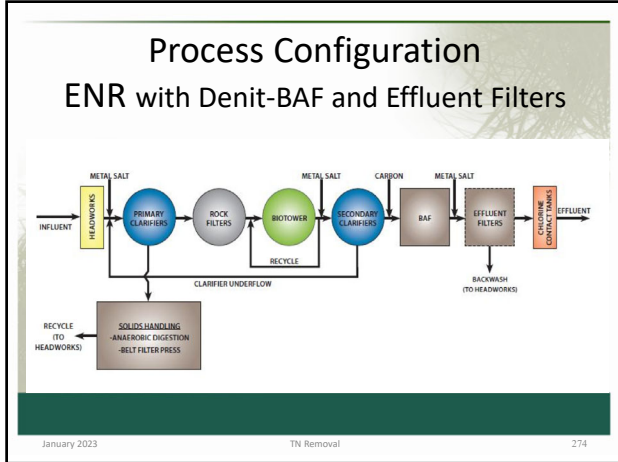 Process Configuration
ENR with Denit-BAF and Effluent Filters
METAL SALT
METAL SALT
CARBON
METAL SALT
INFLUENT
HEADWORKS
PRIMARY
CLARIFIERS
ROCK
FILTERS
BIOTOWER
SECONDARY
CLARIFIERS
BAF
EFFLUENT
FILTERS
CHLORINE
CONTACT TANKS
EFFLUENT
RECYCLE
CLARIFIER UNDERFLOW
BACKWASH
(TO HEADWORKS)
SOLIDS HANDLING
-ANAEROBIC DIGESTION
-BELT FILTER PRESS
RECYCLE
(TO
HEADWORKS)
January 2023
TN Removal
274